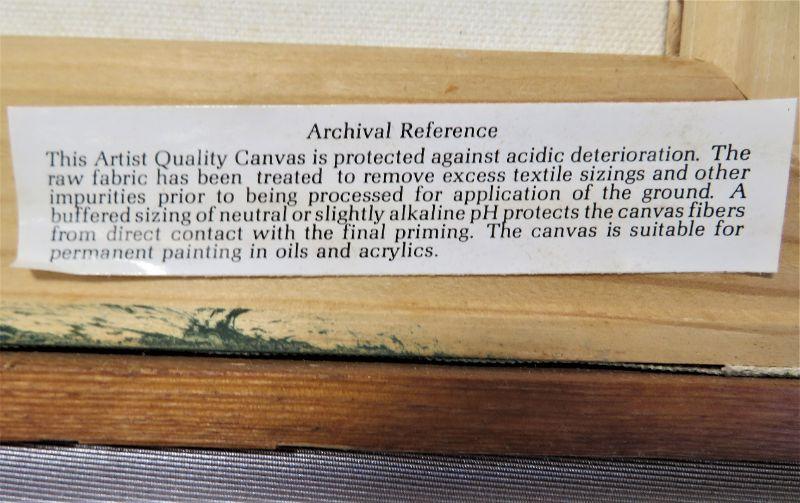 Archival Reference
This Artist Quality Canvas is protected against acidic deterioration. The
raw fabric has been treated to remove excess textile sizings and other
impurities prior to being processed for application of the ground. A
buffered sizing of neutral or slightly alkaline pH protects the canvas fibers
from direct contact with the final priming. The canvas is suitable for
permanent painting in oils and acrylics.